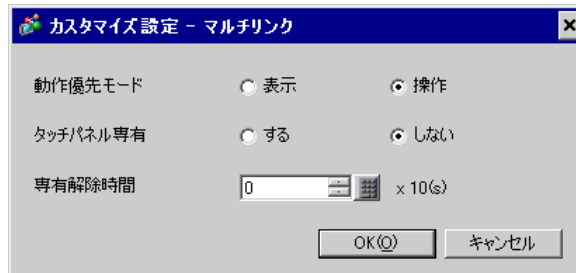 カスタマイズ設定 - マルチリンク
動作優先モード 表示 操作
タッチパネル専有 する しない
専有解除時間 0 x 10(s)
OK(O) キャンセル